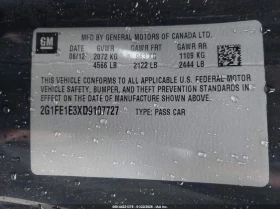 GM
MFD BY GENERAL MOTORS OF CANADA LTD.
DATE GVWR GAWR FRT GAWR RR
08/12 2072 KG KG 1109 KG
4566 LB 2122 LB 2444 LB
THIS VEHICLE CONFORMS TO ALL APPLICABLE U.S. FEDERAL MOTOR
VEHICLE SAFETY, BUMPER, AND THEFT PREVENTION STANDARDS IN
EFFECT ON THE DATE OF MANUFACTURE SHOWN ABOVE.
2G1FE1E3XD9107727 TYPE: PASS CAR